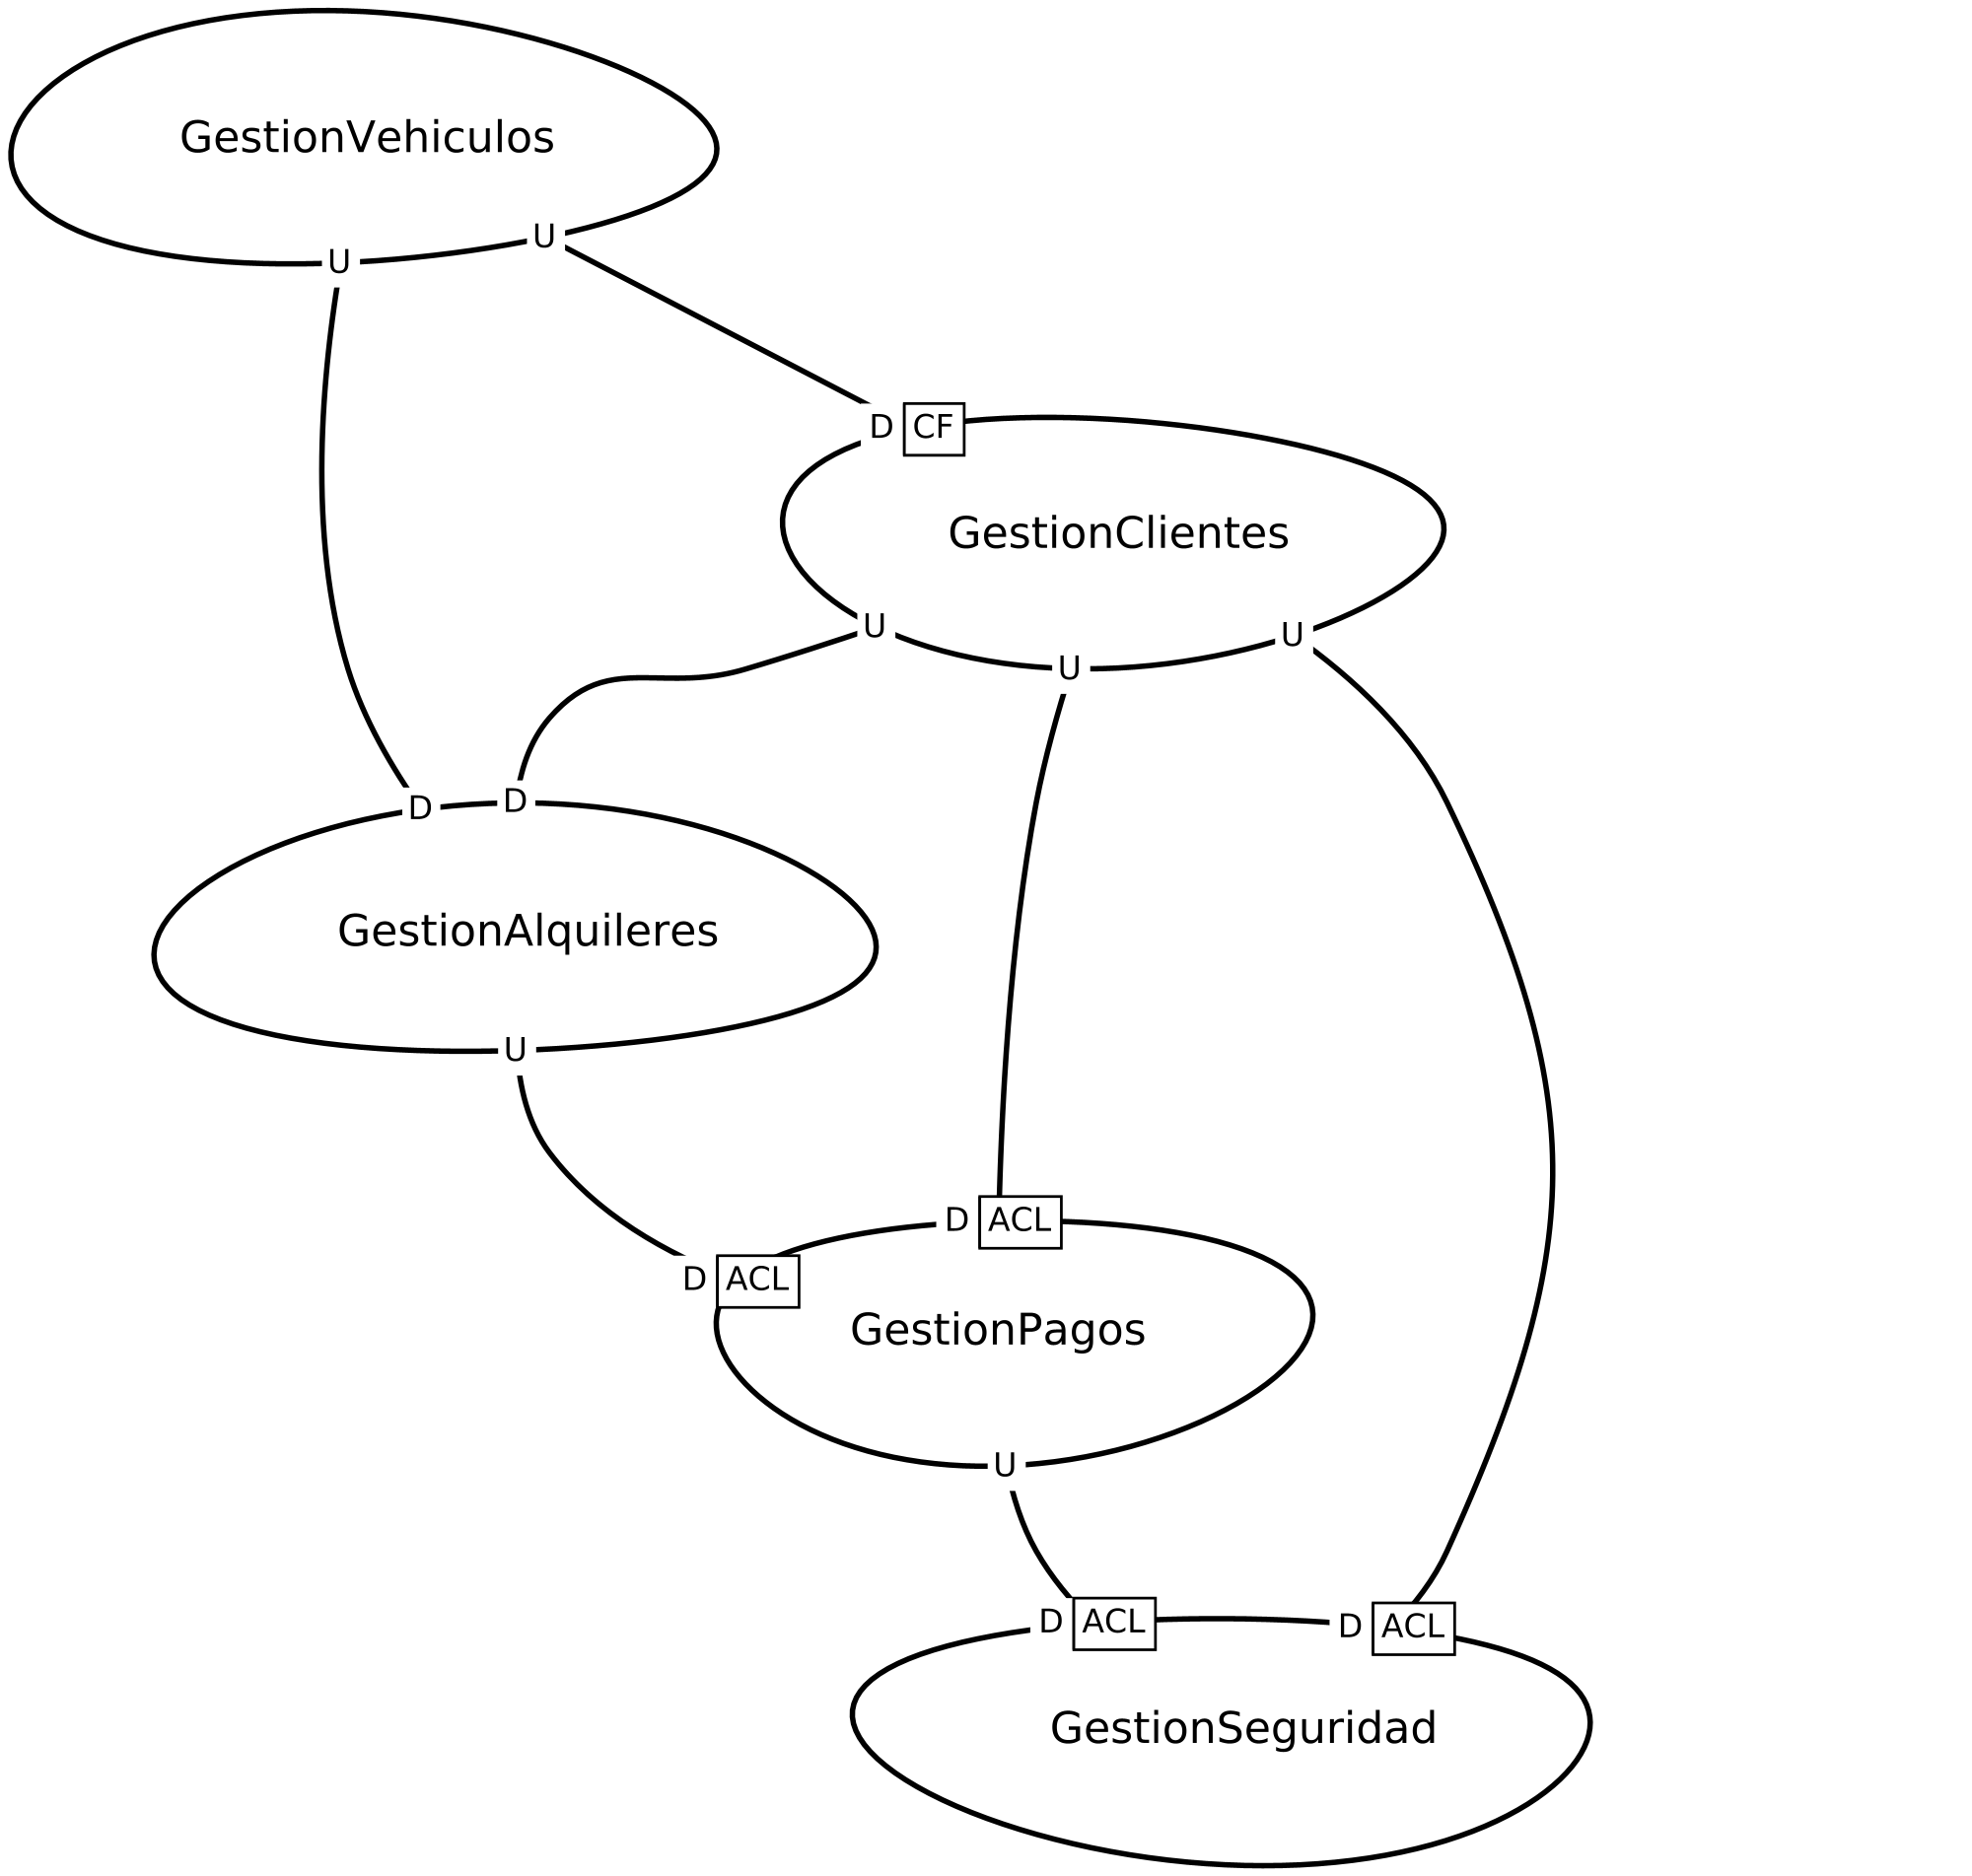 GestionVehiculos
U
U
D CF
GestionClientes
U
U
U
D
D
GestionAlquileres
U
D ACL
D ACL
GestionPagos
U
D ACL
D ACL
GestionSeguridad